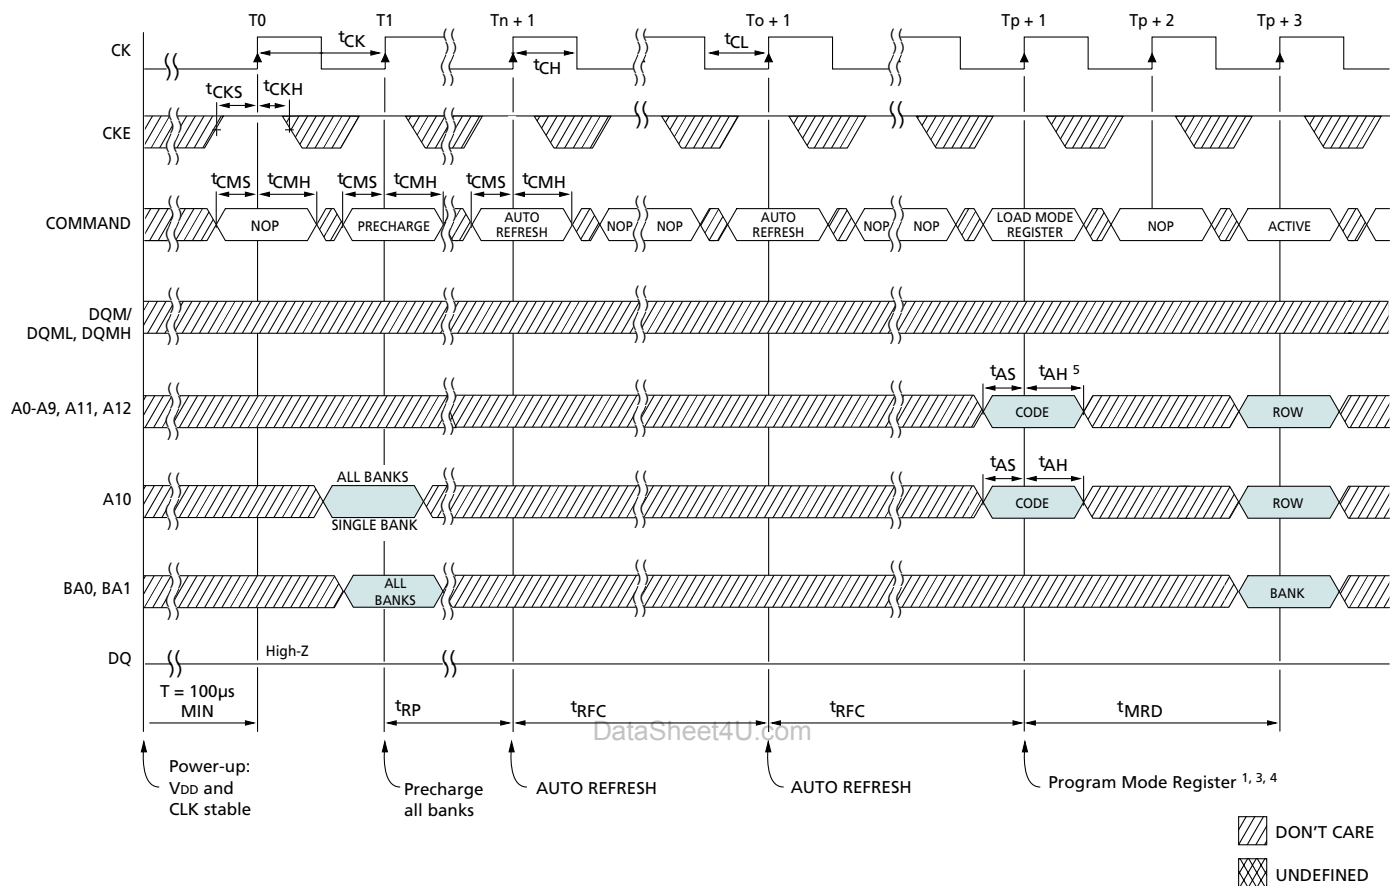 T0 T1 Tn + 1 To + 1 Tp + 1 Tp + 2 Tp + 3
CK
tCK
tCH
tCL
tCKS tCKH
CKE
tCMS tCMH tCMS tCMH tCMS tCMH
COMMAND
NOP
PRECHARGE
AUTO
REFRESH
NOP
NOP
AUTO
REFRESH
NOP
NOP
LOAD MODE
REGISTER
NOP
ACTIVE
DQM/
DQML, DQMH
tAS tAH 5
A0-A9, A11, A12
CODE
ROW
tAS tAH
A10
ALL BANKS
SINGLE BANK
CODE
ROW
BA0, BA1
ALL
BANKS
BANK
DQ
High-Z
T = 100µs
MIN
tRP
tRFC
tRFC
tMRD
DataSheet4U.com
Power-up:
VDD and
CLK stable
Precharge
all banks
AUTO REFRESH
AUTO REFRESH
Program Mode Register 1, 3, 4
DON'T CARE
UNDEFINED